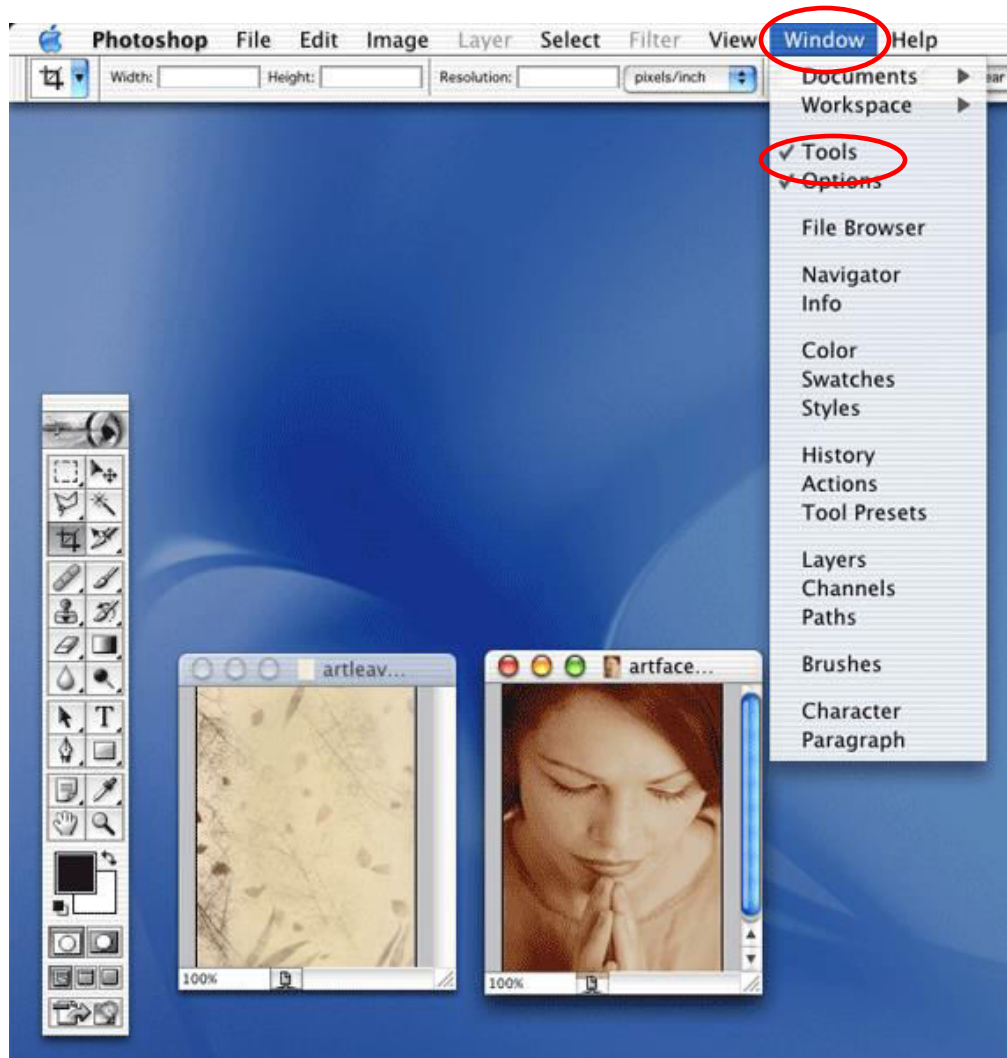 Photoshop File Edit Image Layer Select Filter View Window Help
Width: Height: Resolution: pixels/inch
Documents
Workspace
Tools
Options
File Browser
Navigator
Info
Color
Swatches
Styles
History
Actions
Tool Presets
Layers
Channels
Paths
Brushes
Character
Paragraph
T
artleav...
artface...
100%
100%